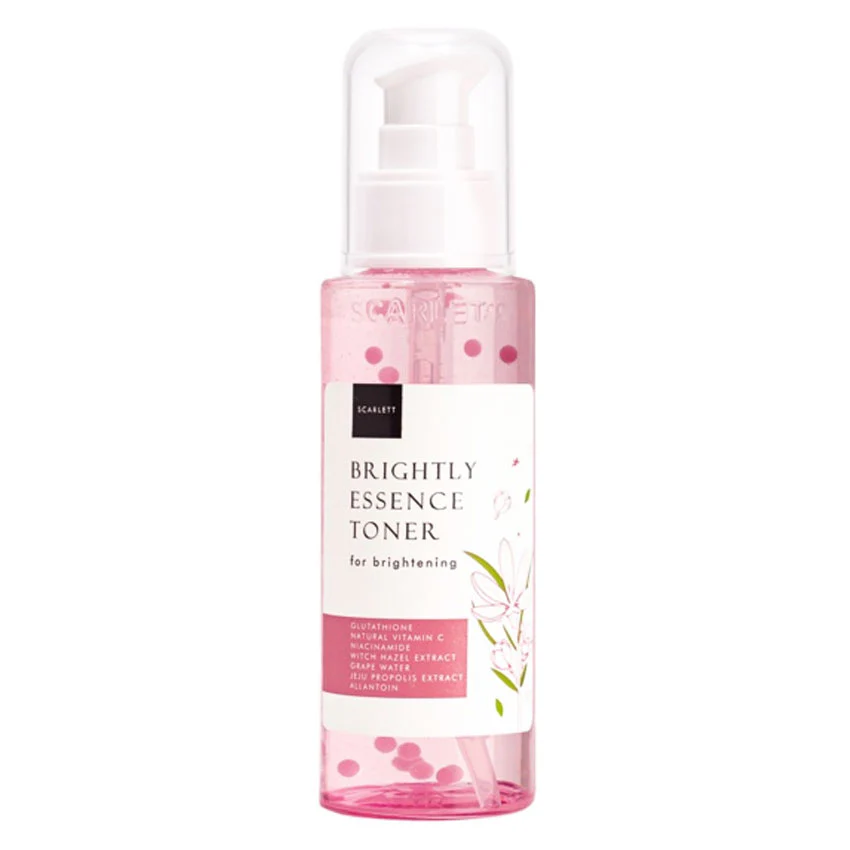 SCARLETT
SCARLETT
BRIGHTLY
ESSENCE
TONER
for brightening
GLUTATHIONE
NATURAL VITAMIN C
NIACINAMIDE
WITCH HAZEL EXTRACT
GRAPE WATER
JEJU PROPOLIS EXTRACT
ALLANTOIN